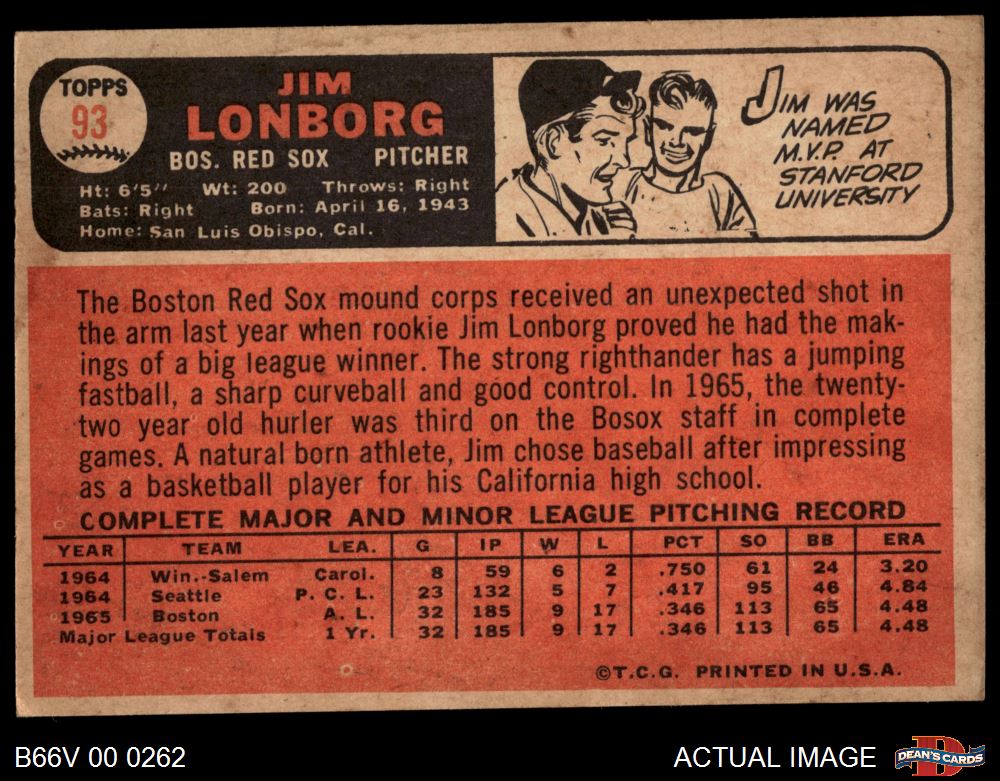 TOPPS
93
JIM
LONBORG
BOS. RED SOX PITCHER
Ht: 6'5" Wt: 200 Throws: Right
Bats: Right Born: April 16, 1943
Home: San Luis Obispo, Cal.
JIM WAS
NAMED
M.V.P. AT
STANFORD
UNIVERSITY
The Boston Red Sox mound corps received an unexpected shot in
the arm last year when rookie Jim Lonborg proved he had the mak-
ings of a big league winner. The strong righthander has a jumping
fastball, a sharp curveball and good control. In 1965, the twenty-
two year old hurler was third on the Bosox staff in complete
games. A natural born athlete, Jim chose baseball after impressing
as a basketball player for his California high school.
COMPLETE MAJOR AND MINOR LEAGUE PITCHING RECORD
YEAR TEAM LEA. G IP W L PCT SO BB ERA
1964 Win.-Salem Carol. 8 59 6 2 .750 61 24 3.20
1964 Seattle P. C. L. 23 132 5 7 .417 95 46 4.84
1965 Boston A. L. 32 185 9 17 .346 113 65 4.48
Major League Totals 1 Yr. 32 185 9 17 .346 113 65 4.48
©T.C.G. PRINTED IN U.S.A.
B66V 00 0262
ACTUAL IMAGE
D
DEAN'S CARDS